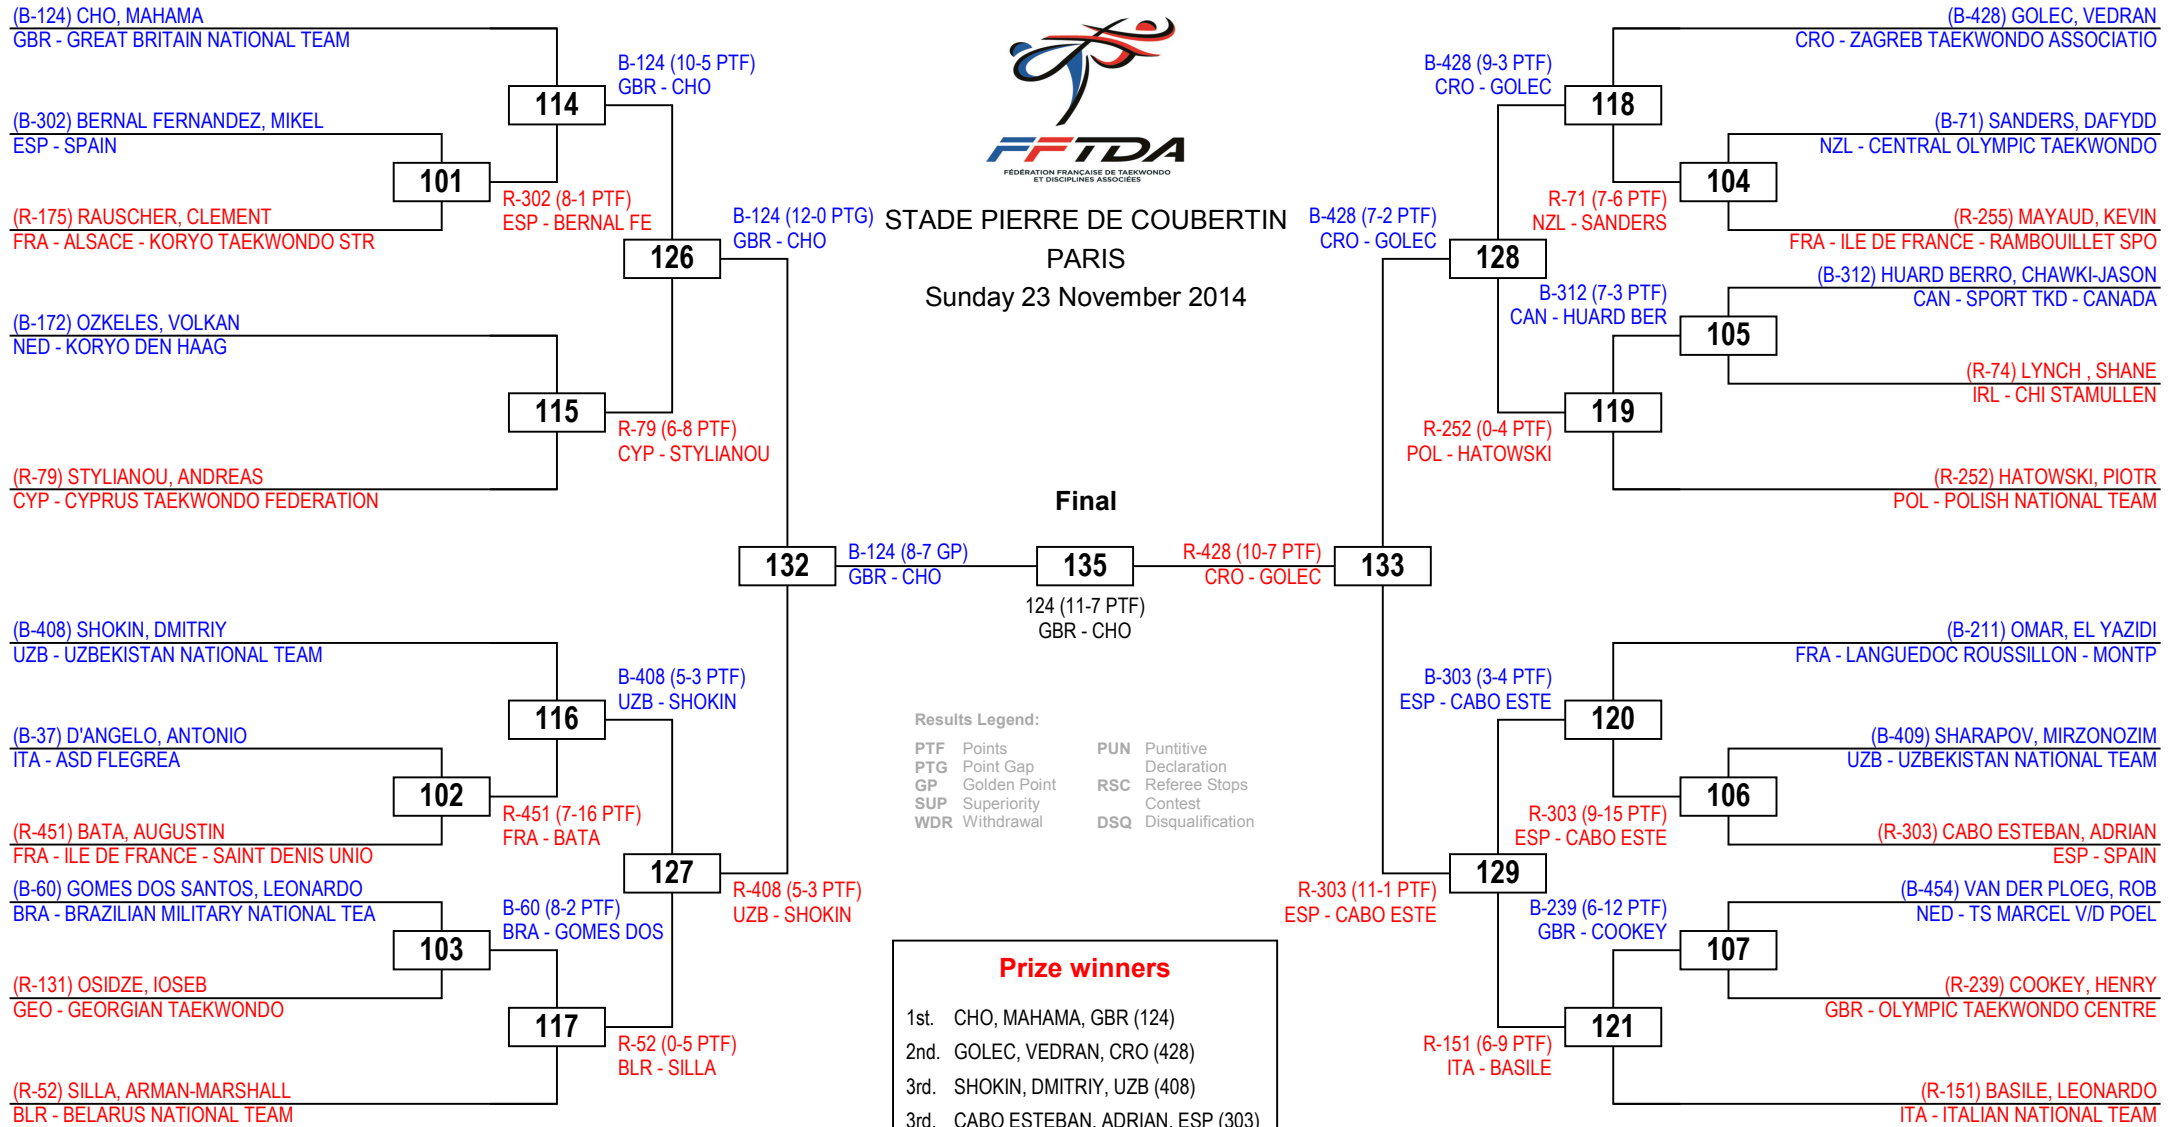 (B-124) CHO, MAHAMA
GBR - GREAT BRITAIN NATIONAL TEAM
(B-302) BERNAL FERNANDEZ, MIKEL
ESP - SPAIN
(R-175) RAUSCHER, CLEMENT
FRA - ALSACE - KORYO TAEKWONDO STR
(B-172) OZKELES, VOLKAN
NED - KORYO DEN HAAG
(R-79) STYLIANOU, ANDREAS
CYP - CYPRUS TAEKWONDO FEDERATION
(B-408) SHOKIN, DMITRIY
UZB - UZBEKISTAN NATIONAL TEAM
(B-37) D'ANGELO, ANTONIO
ITA - ASD FLEGREA
(R-451) BATA, AUGUSTIN
FRA - ILE DE FRANCE - SAINT DENIS UNIO
(B-60) GOMES DOS SANTOS, LEONARDO
BRA - BRAZILIAN MILITARY NATIONAL TEA
(R-131) OSIDZE, IOSEB
GEO - GEORGIAN TAEKWONDO
(R-52) SILLA, ARMAN-MARSHALL
BLR - BELARUS NATIONAL TEAM
101
R-302 (8-1 PTF)
ESP - BERNAL FE
102
R-451 (7-16 PTF)
FRA - BATA
103
B-60 (8-2 PTF)
BRA - GOMES DOS
114
B-124 (10-5 PTF)
GBR - CHO
115
R-79 (6-8 PTF)
CYP - STYLIANOU
116
B-408 (5-3 PTF)
UZB - SHOKIN
117
R-52 (0-5 PTF)
BLR - SILLA
126
B-124 (12-0 PTG)
GBR - CHO
127
R-408 (5-3 PTF)
UZB - SHOKIN
132
B-124 (8-7 GP)
GBR - CHO
FFTDA
FÉDÉRATION FRANÇAISE DE TAEKWONDO
ET DISCIPLINES ASSOCIÉES
STADE PIERRE DE COUBERTIN
PARIS
Sunday 23 November 2014
Final
135
124 (11-7 PTF)
GBR - CHO
Results Legend:
PTF Points
PTG Point Gap
GP Golden Point
SUP Superiority
WDR Withdrawal
PUN Puntitive
Declaration
RSC Referee Stops
Contest
DSQ Disqualification
Prize winners
1st. CHO, MAHAMA, GBR (124)
2nd. GOLEC, VEDRAN, CRO (428)
3rd. SHOKIN, DMITRIY, UZB (408)
3rd. CABO ESTEBAN, ADRIAN, ESP (303)
R-428 (10-7 PTF)
CRO - GOLEC
133
B-428 (7-2 PTF)
CRO - GOLEC
128
R-303 (11-1 PTF)
ESP - CABO ESTE
129
B-428 (9-3 PTF)
CRO - GOLEC
118
R-252 (0-4 PTF)
POL - HATOWSKI
119
B-303 (3-4 PTF)
ESP - CABO ESTE
120
R-151 (6-9 PTF)
ITA - BASILE
121
R-71 (7-6 PTF)
NZL - SANDERS
104
B-312 (7-3 PTF)
CAN - HUARD BER
105
R-303 (9-15 PTF)
ESP - CABO ESTE
106
B-239 (6-12 PTF)
GBR - COOKEY
107
(B-428) GOLEC, VEDRAN
CRO - ZAGREB TAEKWONDO ASSOCIATIO
(B-71) SANDERS, DAFYDD
NZL - CENTRAL OLYMPIC TAEKWONDO
(R-255) MAYAUD, KEVIN
FRA - ILE DE FRANCE - RAMBOUILLET SPO
(B-312) HUARD BERRO, CHAWKI-JASON
CAN - SPORT TKD - CANADA
(R-74) LYNCH , SHANE
IRL - CHI STAMULLEN
(R-252) HATOWSKI, PIOTR
POL - POLISH NATIONAL TEAM
(B-211) OMAR, EL YAZIDI
FRA - LANGUEDOC ROUSSILLON - MONTP
(B-409) SHARAPOV, MIRZONOZIM
UZB - UZBEKISTAN NATIONAL TEAM
(R-303) CABO ESTEBAN, ADRIAN
ESP - SPAIN
(B-454) VAN DER PLOEG, ROB
NED - TS MARCEL V/D POEL
(R-239) COOKEY, HENRY
GBR - OLYMPIC TAEKWONDO CENTRE
(R-151) BASILE, LEONARDO
ITA - ITALIAN NATIONAL TEAM